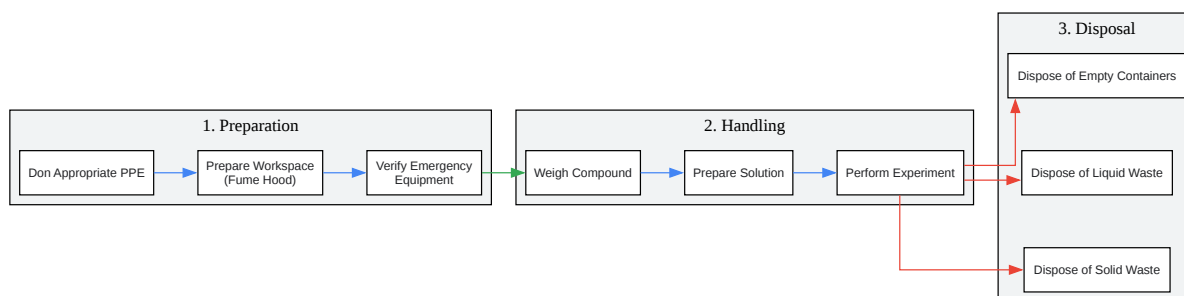 1. Preparation
Don Appropriate PPE
Prepare Workspace
(Fume Hood)
Verify Emergency
Equipment
2. Handling
Weigh Compound
Prepare Solution
Perform Experiment
3. Disposal
Dispose of Empty Containers
Dispose of Liquid Waste
Dispose of Solid Waste